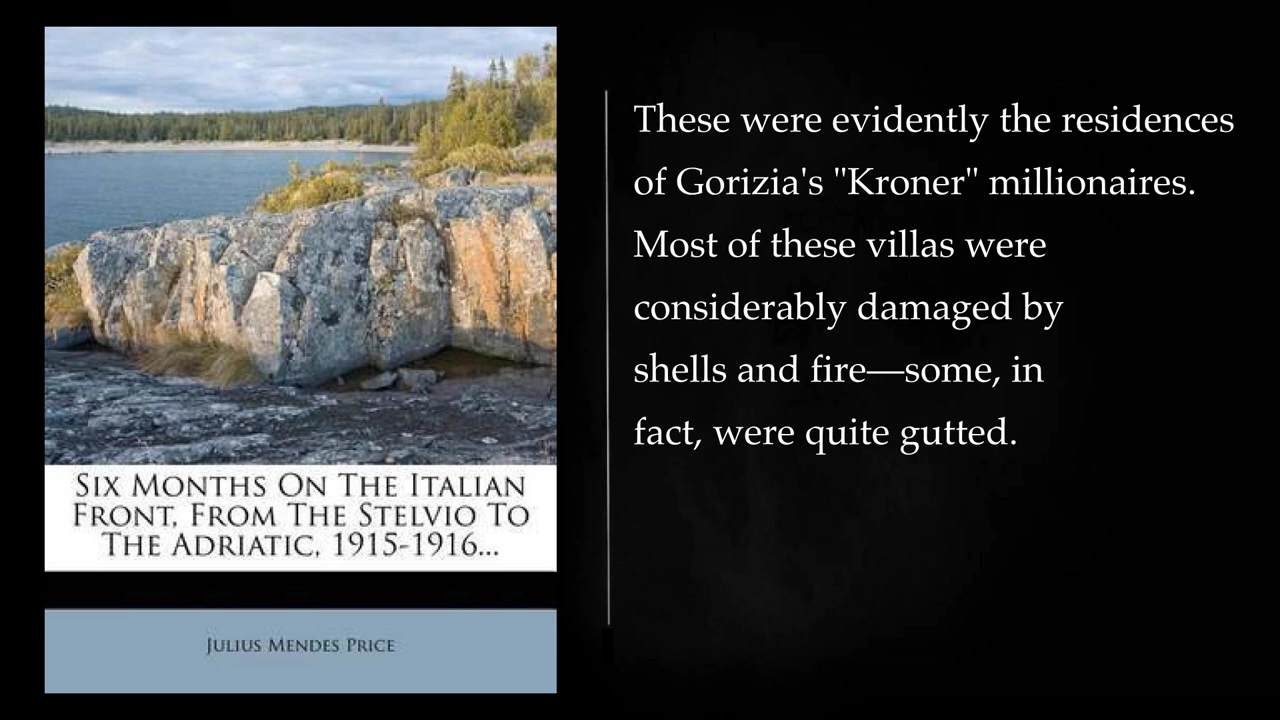 Six Months On The Italian
Front, From The Stelvio To
The Adriatic, 1915-1916...
Julius Mendes Price
These were evidently the residences
of Gorizia's "Kroner" millionaires.
Most of these villas were
considerably damaged by
shells and fire—some, in
fact, were quite gutted.